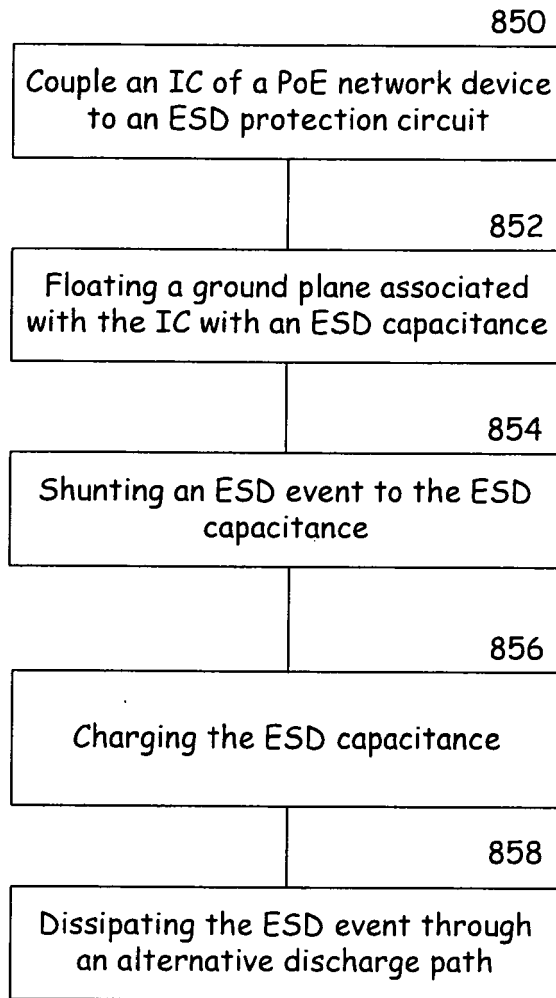 850
Couple an IC of a PoE network device
to an ESD protection circuit
852
Floating a ground plane associated
with the IC with an ESD capacitance
854
Shunting an ESD event to the ESD
capacitance
856
Charging the ESD capacitance
858
Dissipating the ESD event through
an alternative discharge path